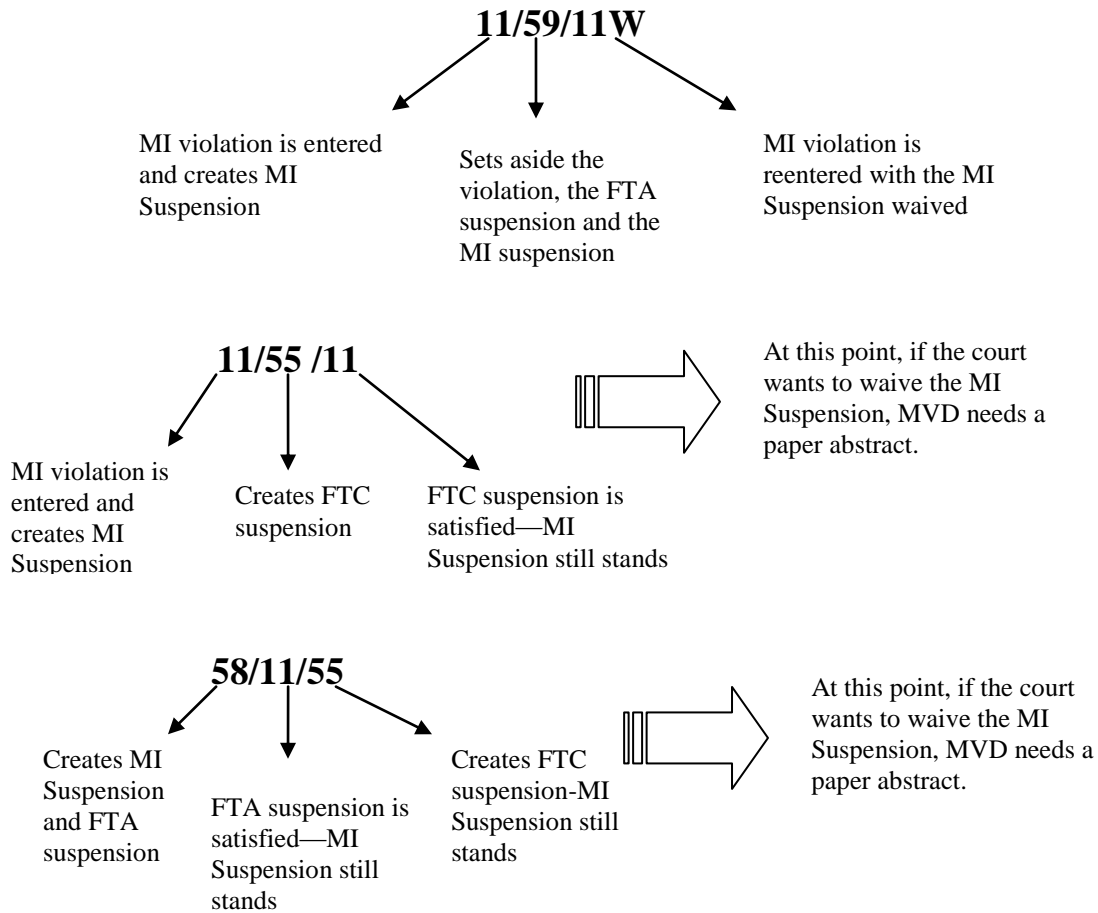 11/59/11W
MI violation is entered
and creates MI
Suspension
Sets aside the
violation, the FTA
suspension and the
MI suspension
MI violation is
reentered with the MI
Suspension waived
11/55 /11
MI violation is
entered and
creates MI
Suspension
Creates FTC
suspension
FTC suspension is
satisfied—MI
Suspension still stands
At this point, if the court
wants to waive the MI
Suspension, MVD needs a
paper abstract.
58/11/55
Creates MI
Suspension
and FTA
suspension
FTA suspension is
satisfied—MI
Suspension still
stands
Creates FTC
suspension-MI
Suspension still
stands
At this point, if the court
wants to waive the MI
Suspension, MVD needs a
paper abstract.